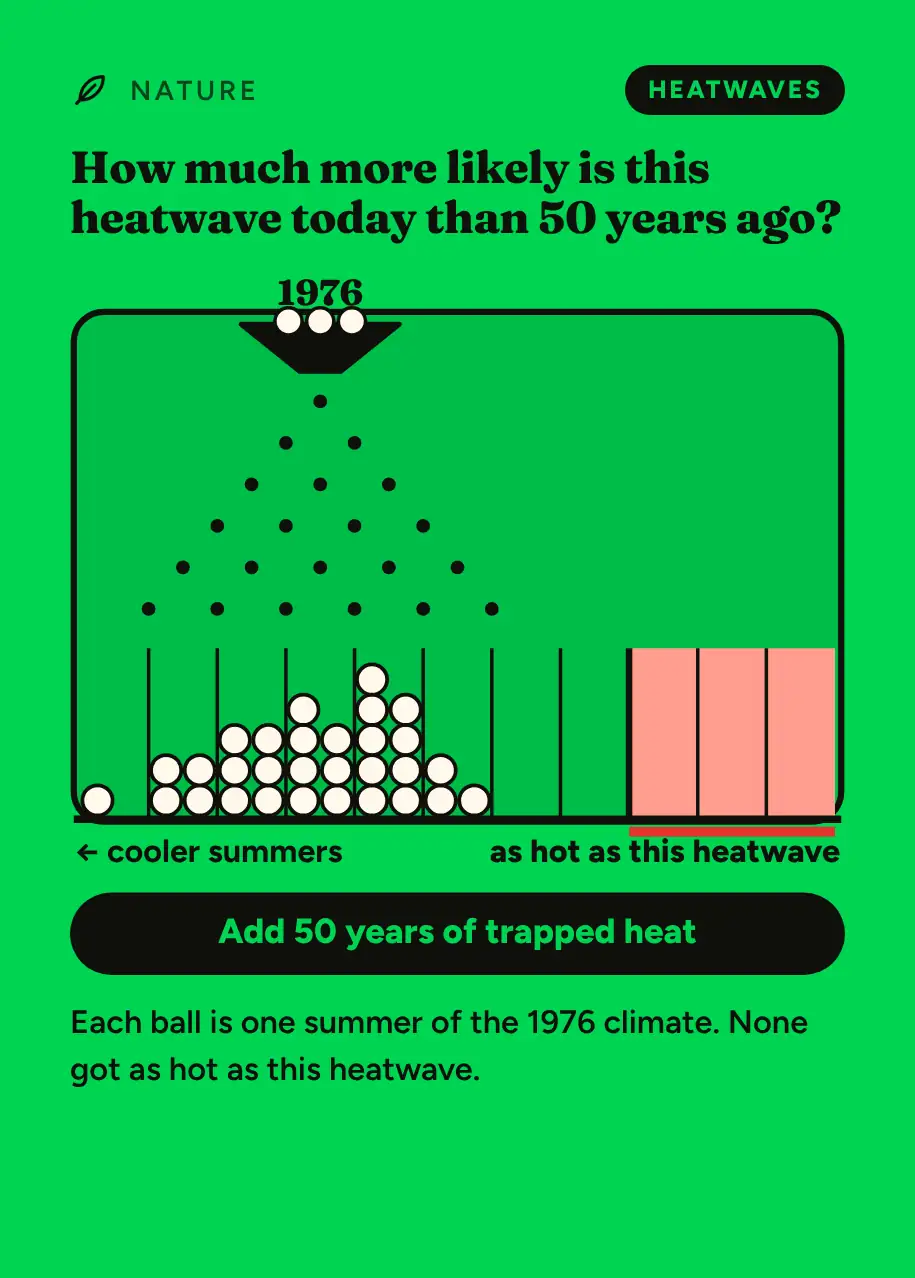 NATURE
HEATWAVES
How much more likely is this
heatwave today than 50 years ago?
1976
← cooler summers
as hot as this heatwave
Add 50 years of trapped heat
Each ball is one summer of the 1976 climate. None
got as hot as this heatwave.